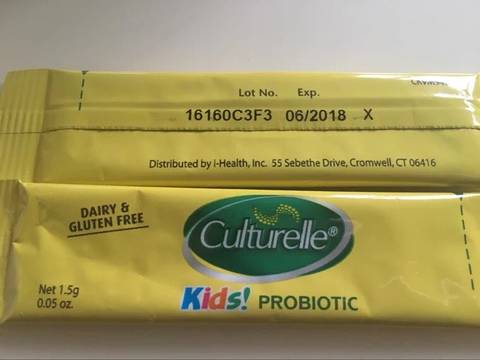 Lot No. Exp.
16160C3F3 06/2018 X
Distributed by i-Health, Inc. 55 Sebethe Drive, Cromwell, CT 06416
DAIRY &
GLUTEN FREE
Culturelle®
Kids! PROBIOTIC
Net 1.5g
0.05 oz.